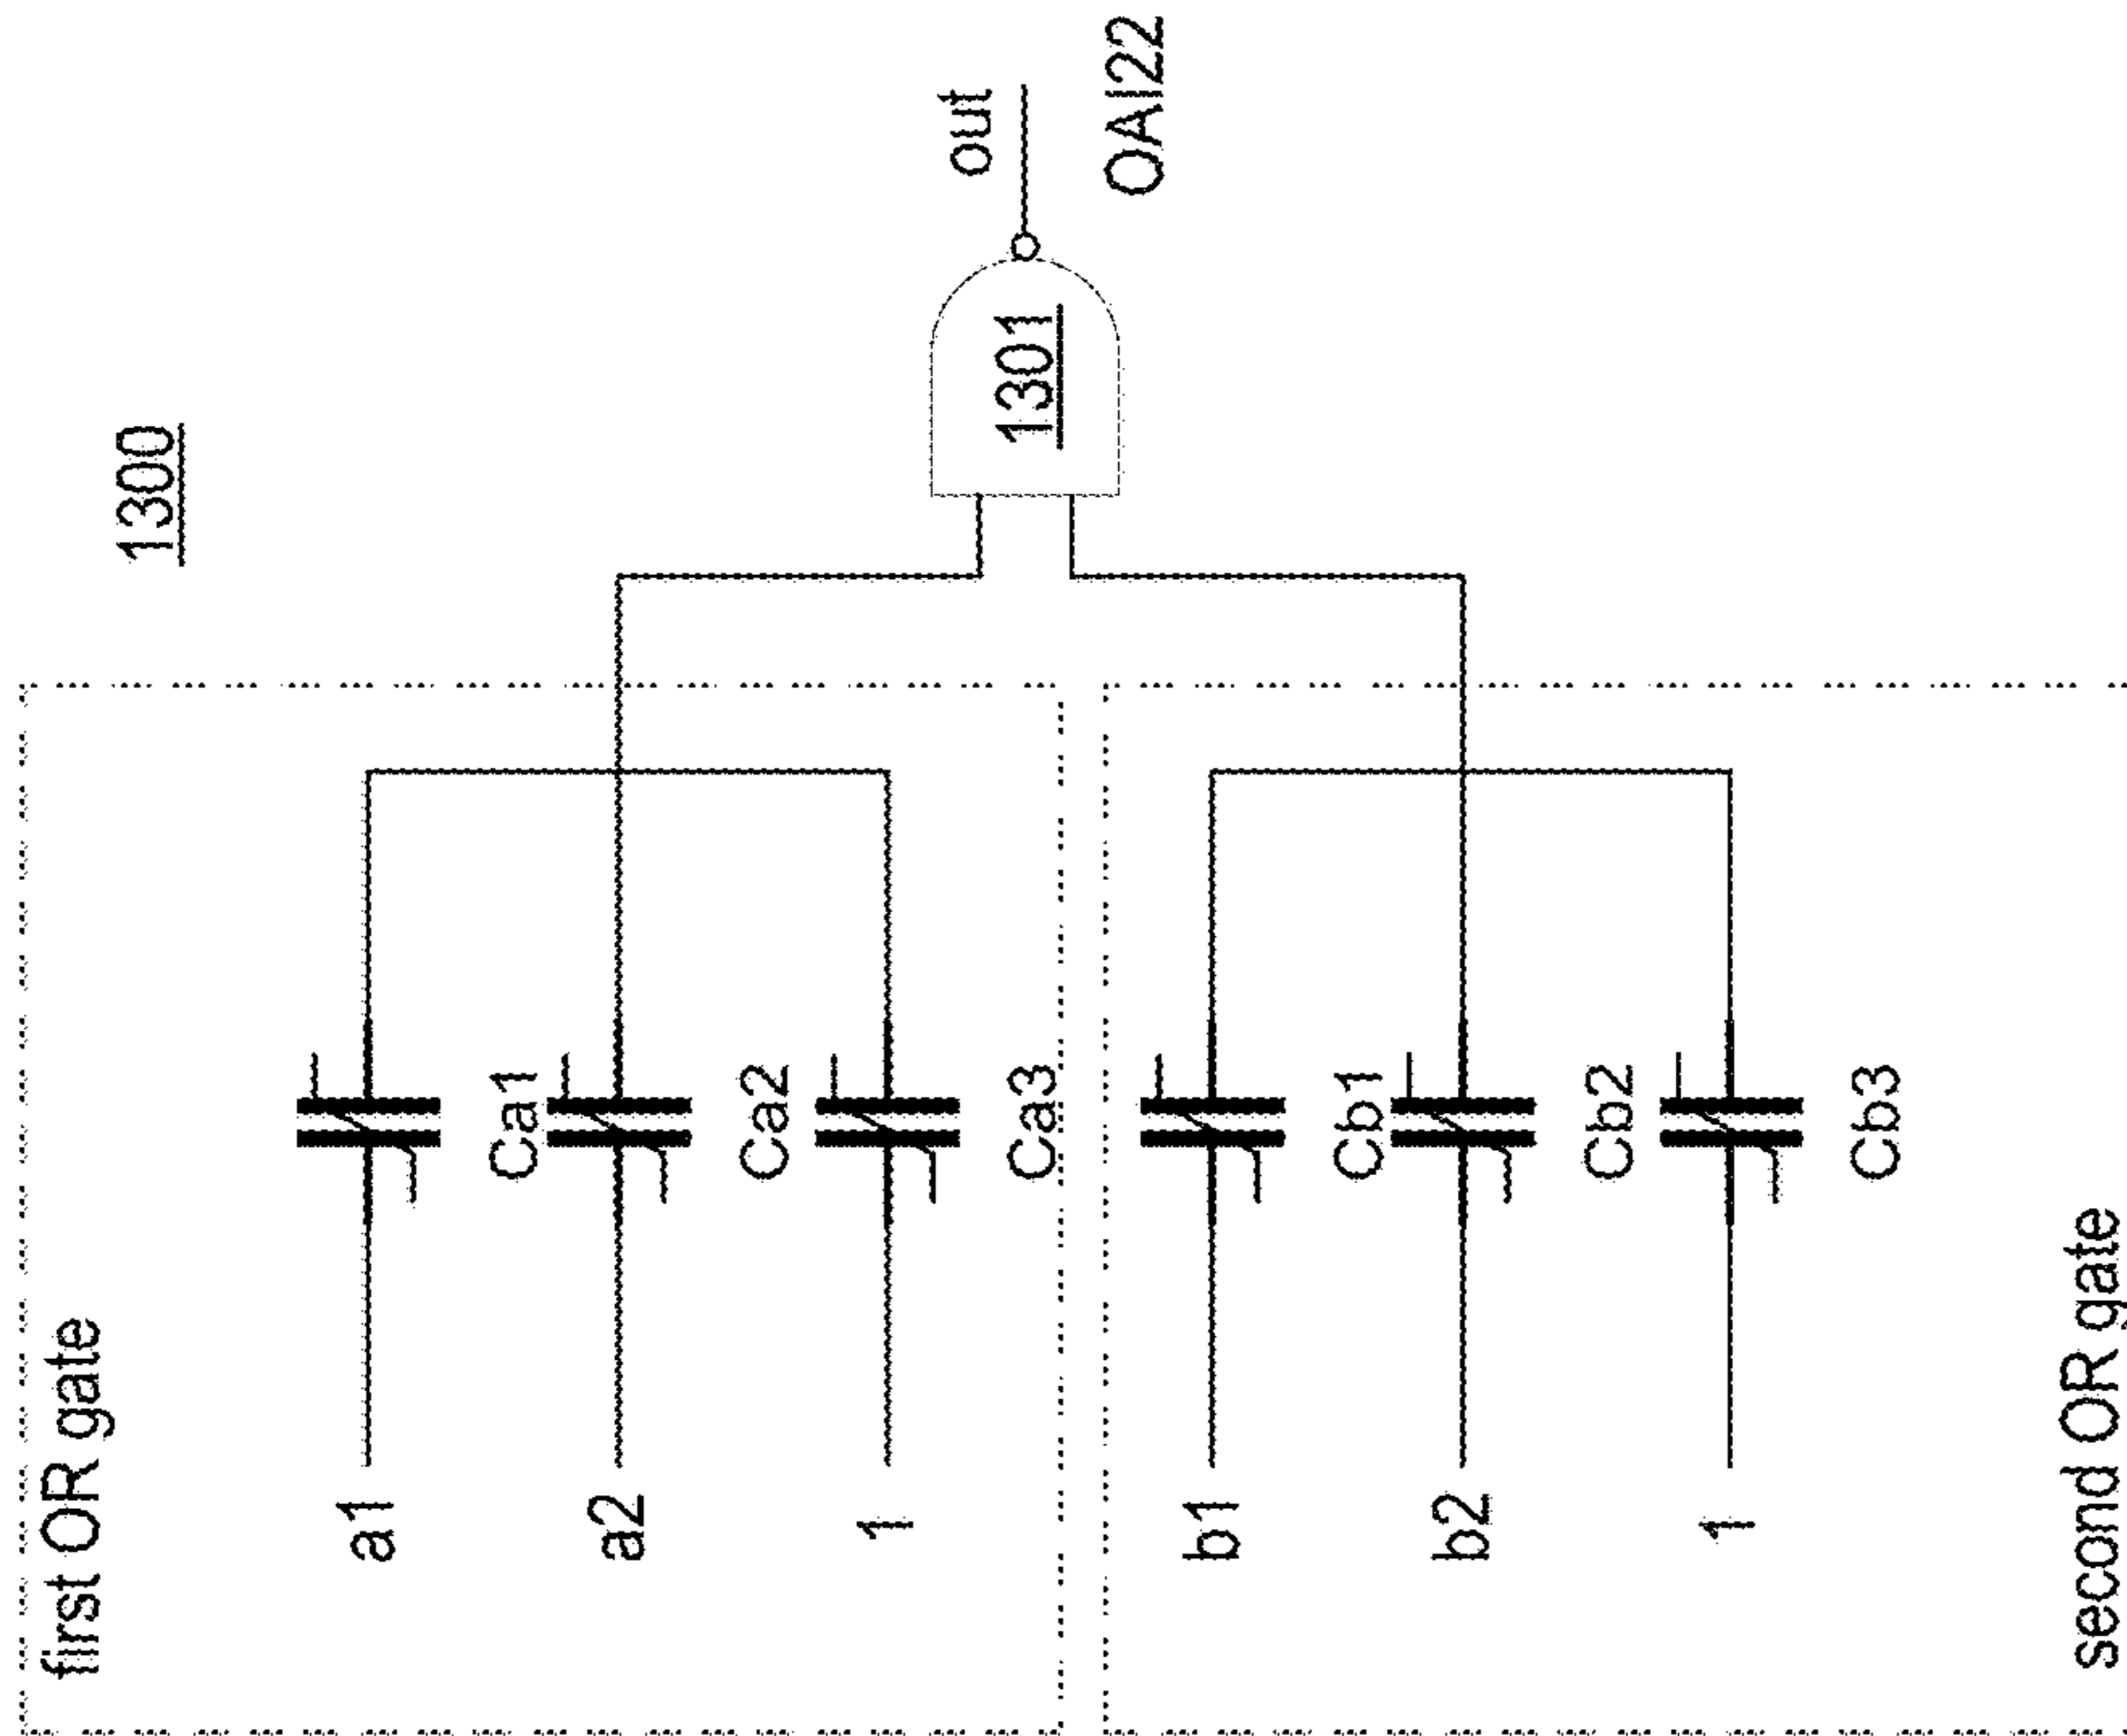 1300
first OR gate
a1
Ca1
a2
Ca2
1
Ca3
1301
out
OAI22
b1
Cb1
b2
Cb2
1
Cb3
second OR gate